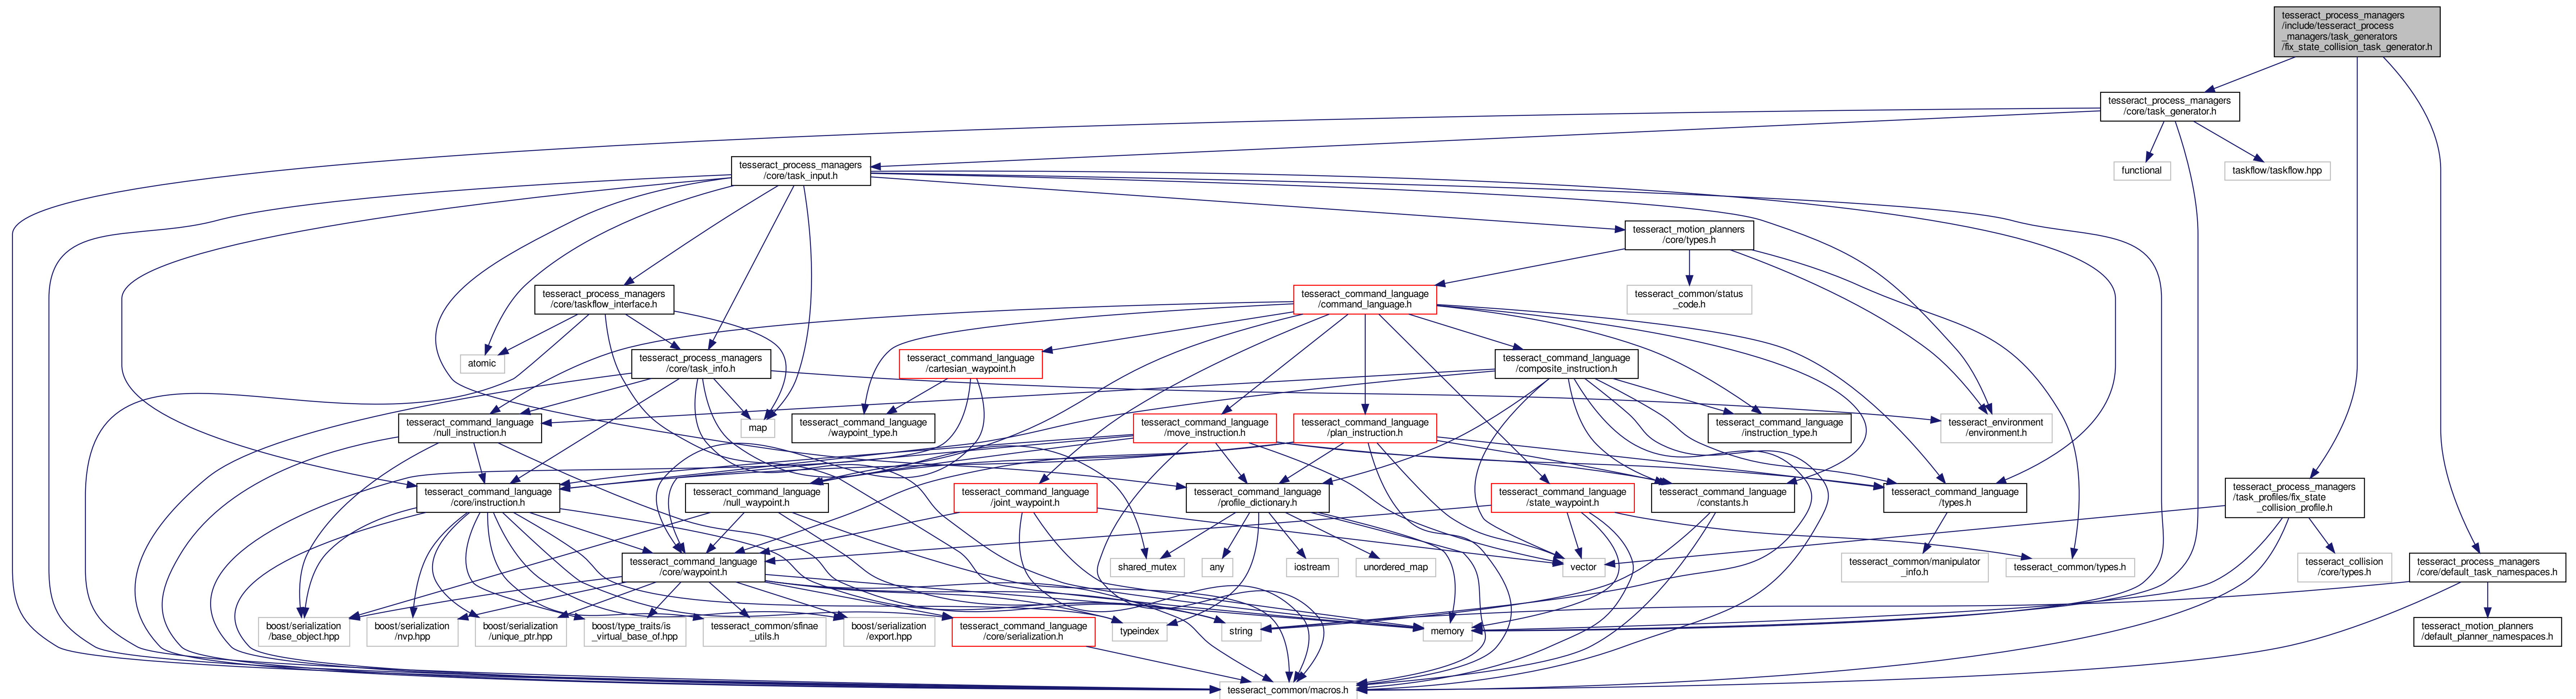 tesseract_process_managers
/include/tesseract_process
_managers/task_generators
/fix_state_collision_task_generator.h
tesseract_process_managers
/core/task_generator.h
tesseract_process_managers
/core/task_input.h
functional
taskflow/taskflow.hpp
tesseract_motion_planners
/core/types.h
tesseract_process_managers
/core/taskflow_interface.h
tesseract_command_language
/command_language.h
tesseract_common/status
_code.h
atomic
tesseract_process_managers
/core/task_info.h
tesseract_command_language
/cartesian_waypoint.h
tesseract_command_language
/composite_instruction.h
tesseract_command_language
/null_instruction.h
map
tesseract_command_language
/waypoint_type.h
tesseract_command_language
/move_instruction.h
tesseract_command_language
/plan_instruction.h
tesseract_command_language
/instruction_type.h
tesseract_environment
/environment.h
tesseract_command_language
/core/instruction.h
tesseract_command_language
/null_waypoint.h
tesseract_command_language
/joint_waypoint.h
tesseract_command_language
/profile_dictionary.h
tesseract_command_language
/state_waypoint.h
tesseract_command_language
/constants.h
tesseract_command_language
/types.h
tesseract_process_managers
/task_profiles/fix_state
_collision_profile.h
tesseract_command_language
/core/waypoint.h
shared_mutex
any
iostream
unordered_map
vector
tesseract_common/manipulator
_info.h
tesseract_common/types.h
tesseract_collision
/core/types.h
tesseract_process_managers
/core/default_task_namespaces.h
boost/serialization
/base_object.hpp
boost/serialization
/nvp.hpp
boost/serialization
/unique_ptr.hpp
boost/type_traits/is
_virtual_base_of.hpp
tesseract_common/sfinae
_utils.h
boost/serialization
/export.hpp
tesseract_command_language
/core/serialization.h
typeindex
string
memory
tesseract_motion_planners
/default_planner_namespaces.h
tesseract_common/macros.h